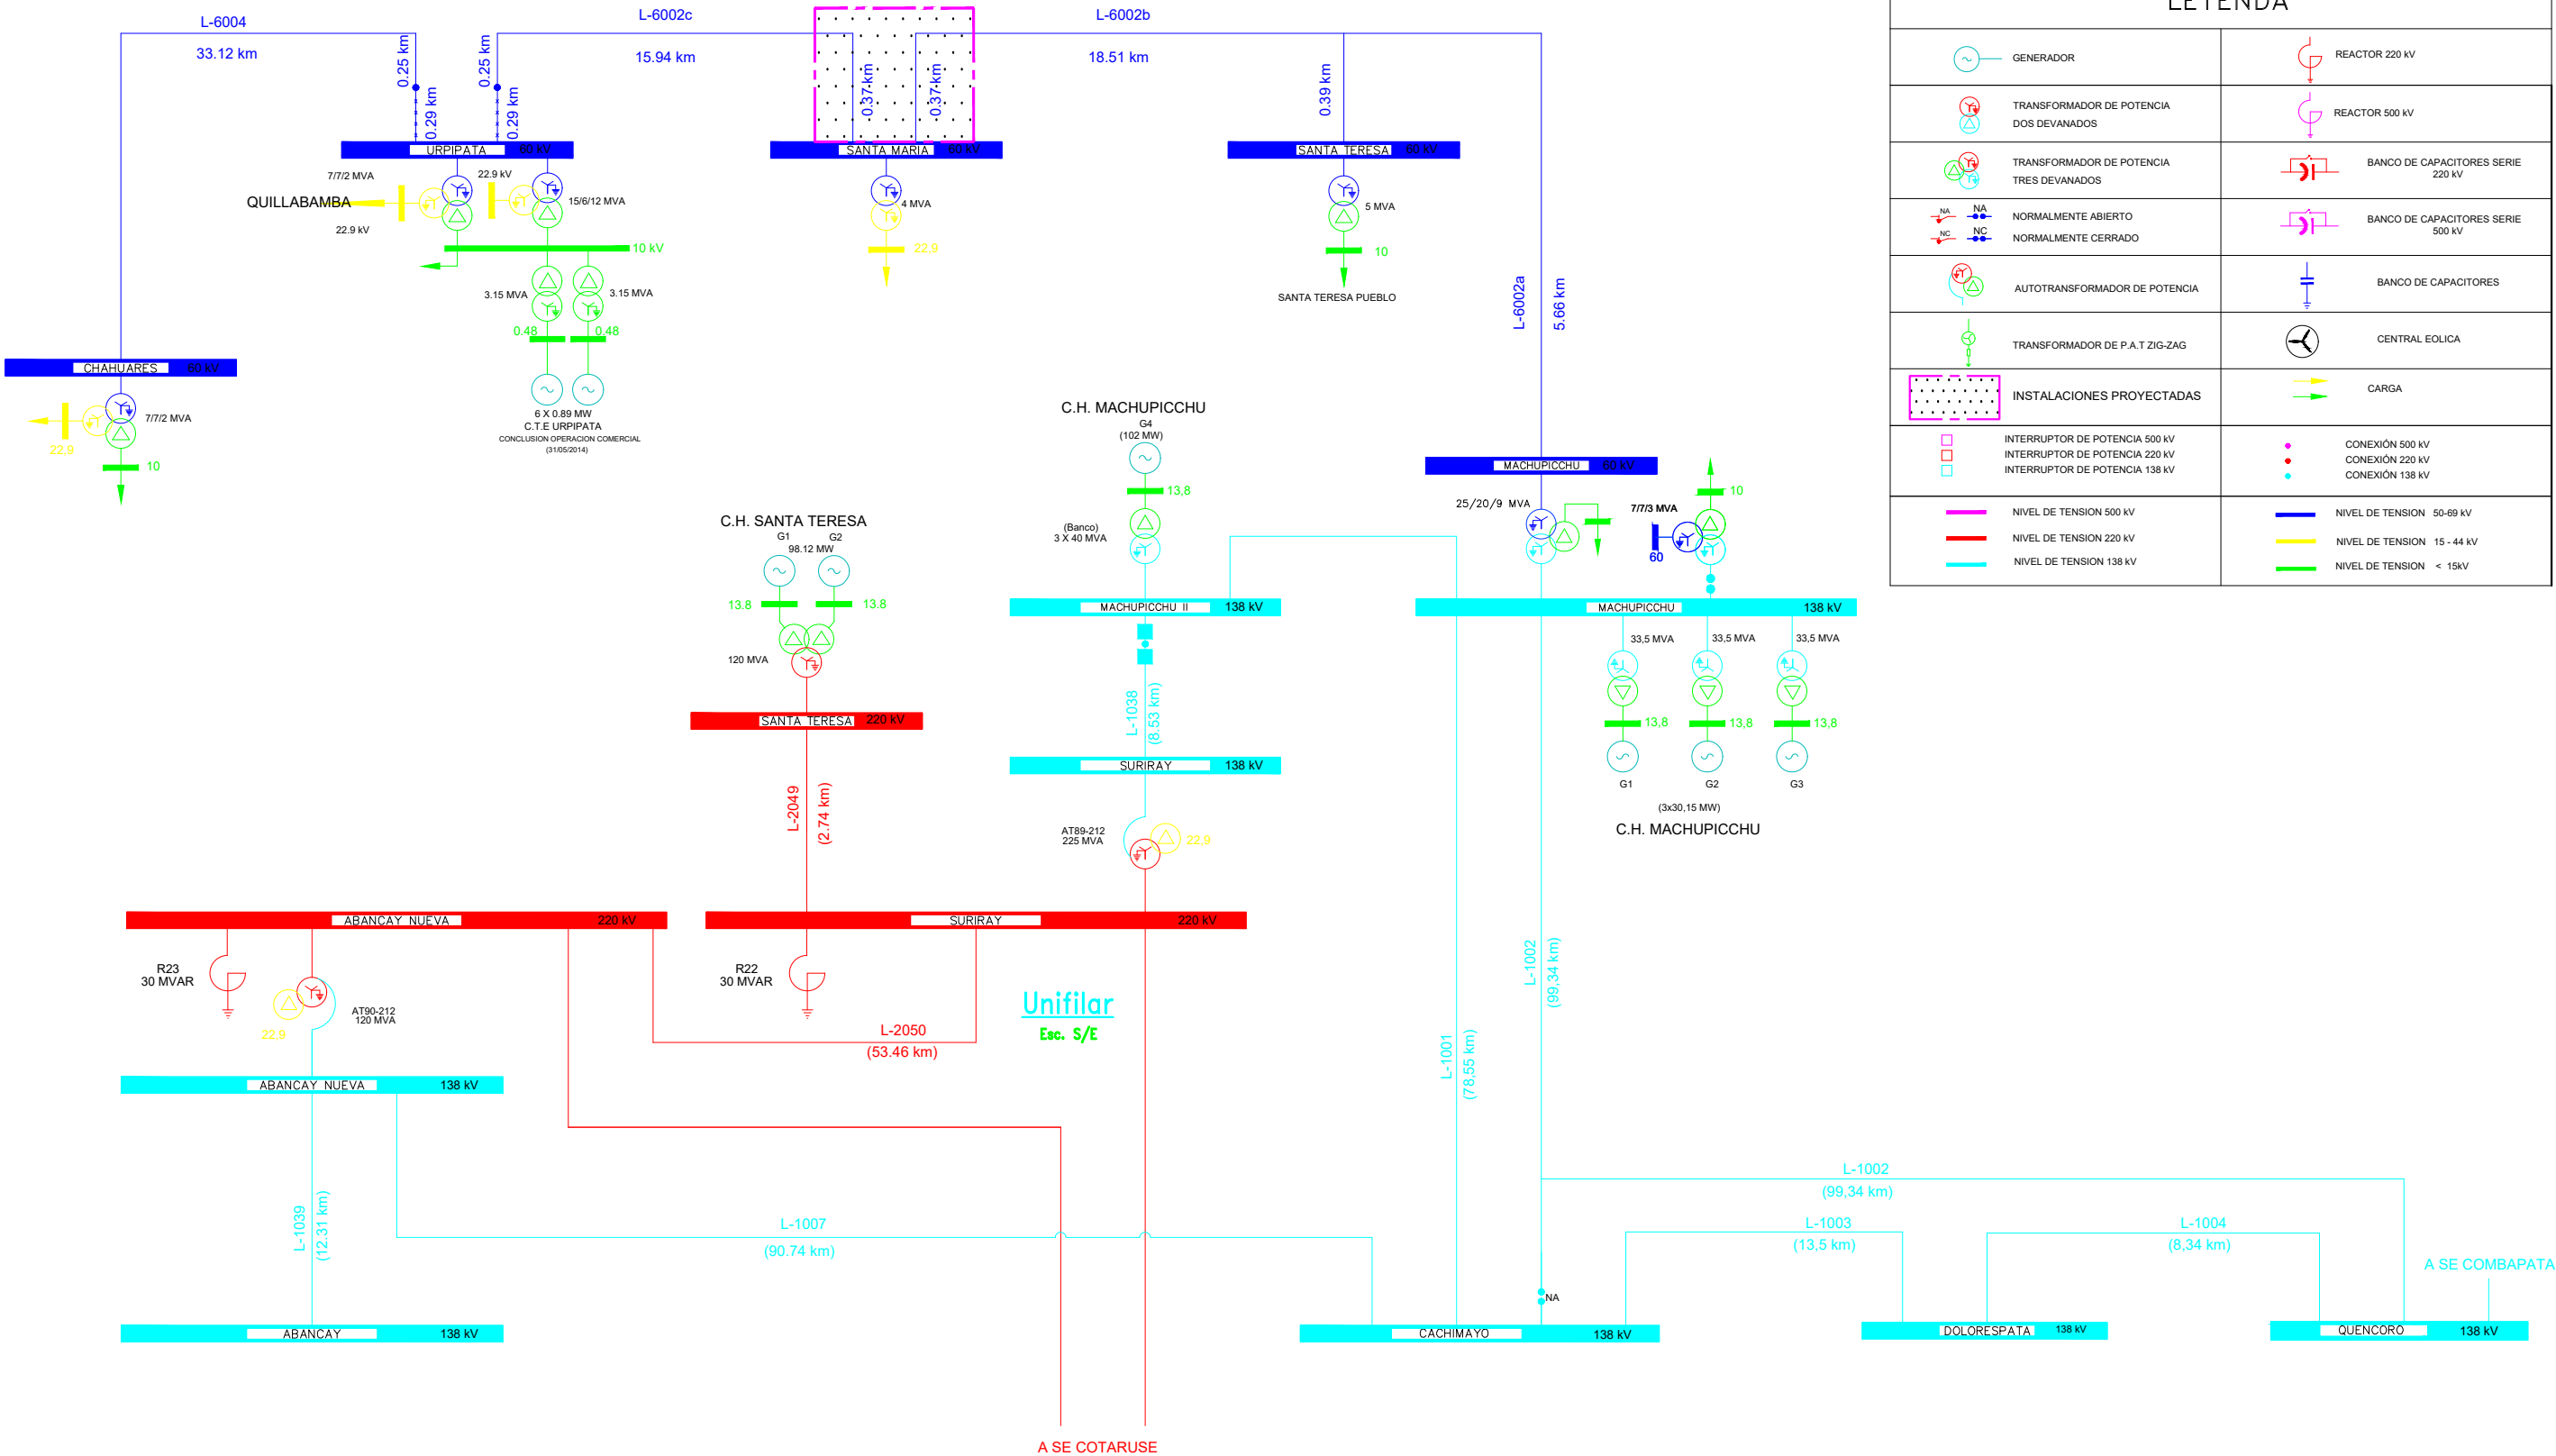 L-6004
33.12 km
0.25 km
0.29 km
L-6002c
15.94 km
0.25 km
0.29 km
0.37 km
0.37 km
L-6002b
18.51 km
0.39 km
URPIPATA 60 kV
SANTA MARIA 60 kV
SANTA TERESA 60 kV
7/7/2 MVA
22.9 kV
QUILLABAMBA
22.9 kV
15/6/12 MVA
10 kV
3.15 MVA
3.15 MVA
0.48
0.48
6 X 0.89 MW
C.T.E URPIPATA
CONCLUSION OPERACION COMERCIAL
(31/05/2014)
4 MVA
22,9
5 MVA
10
SANTA TERESA PUEBLO
L-6002a
5.66 km
CHAHUARES 60 kV
7/7/2 MVA
22,9
10
C.H. MACHUPICCHU
G4
(102 MW)
13,8
(Banco)
3 X 40 MVA
MACHUPICCHU 60 kV
25/20/9 MVA
7/7/3 MVA
10
60
C.H. SANTA TERESA
G1 G2
98.12 MW
13.8
13.8
120 MVA
MACHUPICCHU II 138 kV
MACHUPICCHU 138 kV
33,5 MVA
33,5 MVA
33,5 MVA
13,8
13,8
13,8
G1
G2
G3
(3x30,15 MW)
C.H. MACHUPICCHU
SANTA TERESA 220 kV
L-1038
(8.53 km)
SURIRAY 138 kV
L-2049
(2.74 km)
AT89-212
225 MVA
22,9
ABANCAY NUEVA 220 kV
SURIRAY 220 kV
R23
30 MVAR
AT90-212
120 MVA
22,9
R22
30 MVAR
L-2050
(53.46 km)
Unifilar
Esc. S/E
L-1002
(99,34 km)
L-1001
(78,55 km)
ABANCAY NUEVA 138 kV
L-1039
(12.31 km)
L-1007
(90.74 km)
L-1002
(99,34 km)
L-1003
(13,5 km)
L-1004
(8,34 km)
A SE COMBAPATA
NA
ABANCAY 138 kV
CACHIMAYO 138 kV
DOLORESPATA 138 kV
QUENCORO 138 kV
A SE COTARUSE
LEYENDA
GENERADOR
REACTOR 220 kV
TRANSFORMADOR DE POTENCIA
DOS DEVANADOS
REACTOR 500 kV
TRANSFORMADOR DE POTENCIA
TRES DEVANADOS
BANCO DE CAPACITORES SERIE
220 kV
NA NA NORMALMENTE ABIERTO
NC NC NORMALMENTE CERRADO
BANCO DE CAPACITORES SERIE
500 kV
AUTOTRANSFORMADOR DE POTENCIA
BANCO DE CAPACITORES
TRANSFORMADOR DE P.A.T ZIG-ZAG
CENTRAL EOLICA
INSTALACIONES PROYECTADAS
CARGA
INTERRUPTOR DE POTENCIA 500 kV
INTERRUPTOR DE POTENCIA 220 kV
INTERRUPTOR DE POTENCIA 138 kV
CONEXIÓN 500 kV
CONEXIÓN 220 kV
CONEXIÓN 138 kV
NIVEL DE TENSION 500 kV
NIVEL DE TENSION 220 kV
NIVEL DE TENSION 138 kV
NIVEL DE TENSION 50-69 kV
NIVEL DE TENSION 15 - 44 kV
NIVEL DE TENSION < 15kV